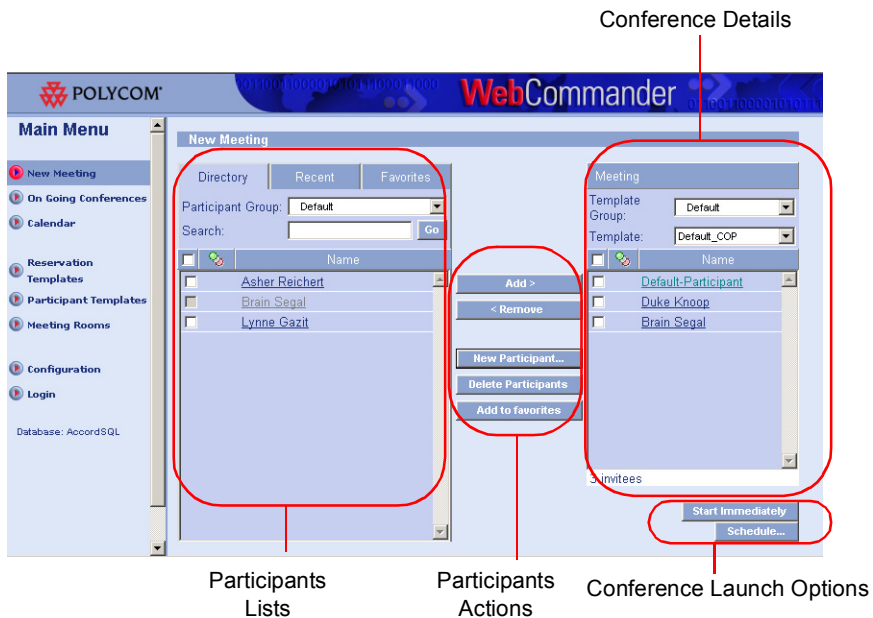 Conference Details
POLYCOM
WebCommander
Main Menu
New Meeting
On Going Conferences
Calendar
Reservation
Templates
Participant Templates
Meeting Rooms
Configuration
Login
Database: AccordSQL
New Meeting
Directory Recent Favorites
Participant Group: Default
Search: Go
Name
Asher Reichert
Brain Segal
Lynne Gazit
Add >
< Remove
New Participant...
Delete Participants
Add to favorites
Meeting
Template
Group: Default
Template: Default_COP
Name
Default-Participant
Duke Knoop
Brain Segal
3 invitees
Start Immediately
Schedule...
Participants
Lists
Participants
Actions
Conference Launch Options